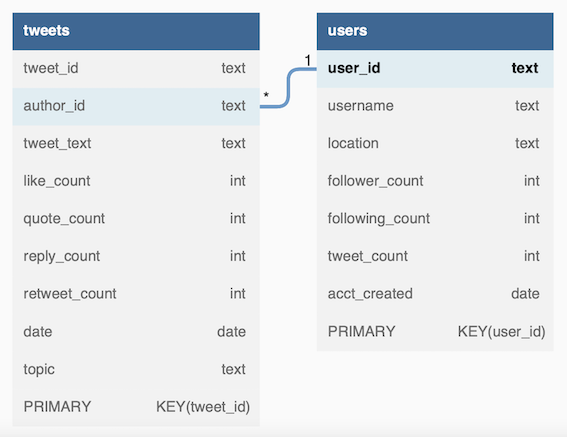 tweets
tweet_id text
author_id text
tweet_text text
like_count int
quote_count int
reply_count int
retweet_count int
date date
topic text
PRIMARY KEY(tweet_id)
*
1
users
user_id text
username text
location text
follower_count int
following_count int
tweet_count int
acct_created date
PRIMARY KEY(user_id)